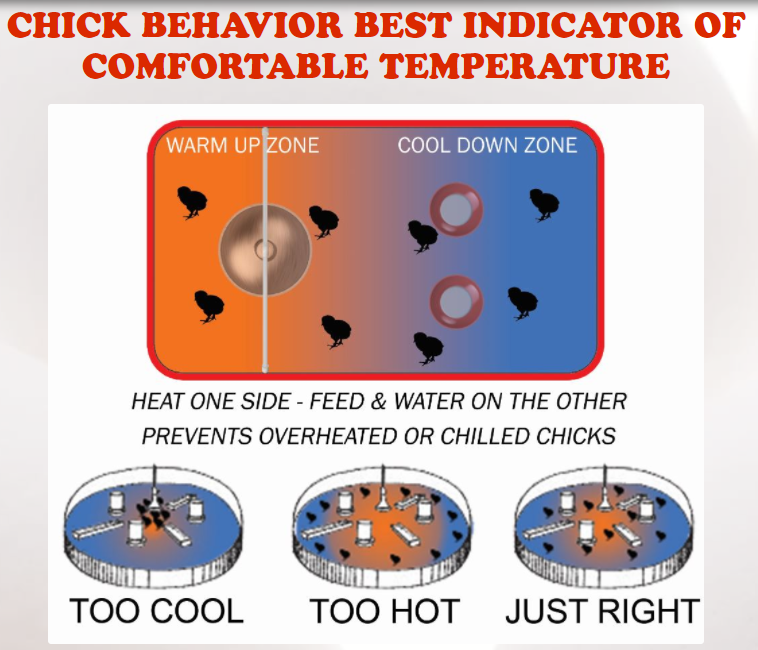 CHICK BEHAVIOR BEST INDICATOR OF
COMFORTABLE TEMPERATURE
WARM UP ZONE
COOL DOWN ZONE
HEAT ONE SIDE - FEED & WATER ON THE OTHER
PREVENTS OVERHEATED OR CHILLED CHICKS
TOO COOL
TOO HOT
JUST RIGHT